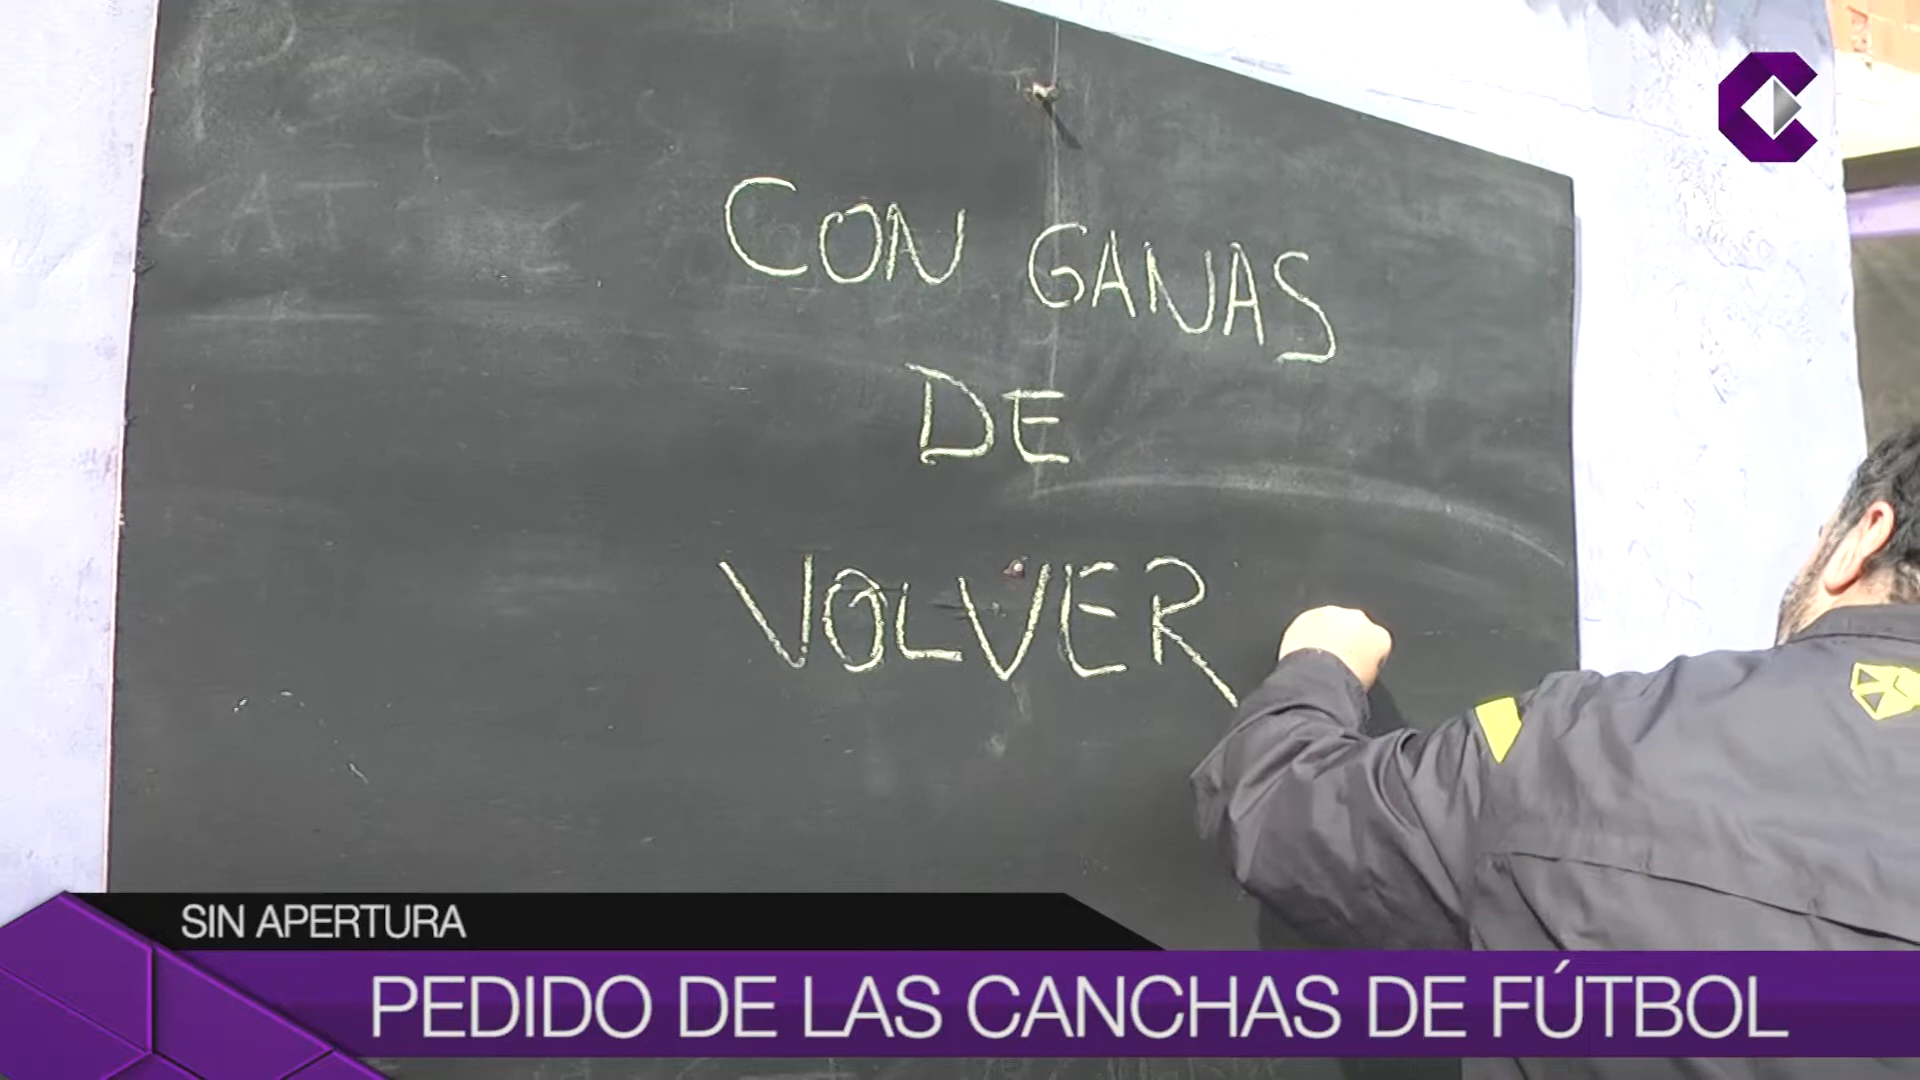 CON GANAS
DE
VOLVER
SIN APERTURA
PEDIDO DE LAS CANCHAS DE FÚTBOL